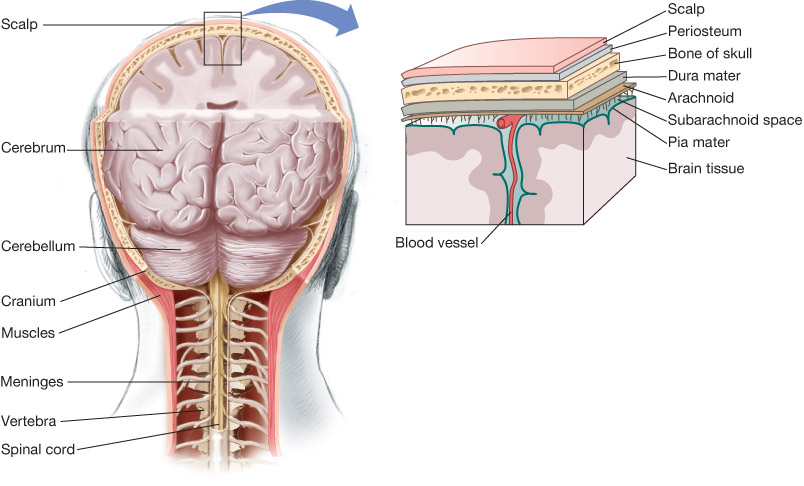 Scalp
Cerebrum
Cerebellum
Cranium
Muscles
Meninges
Vertebra
Spinal cord
Scalp
Periosteum
Bone of skull
Dura mater
Arachnoid
Subarachnoid space
Pia mater
Brain tissue
Blood vessel